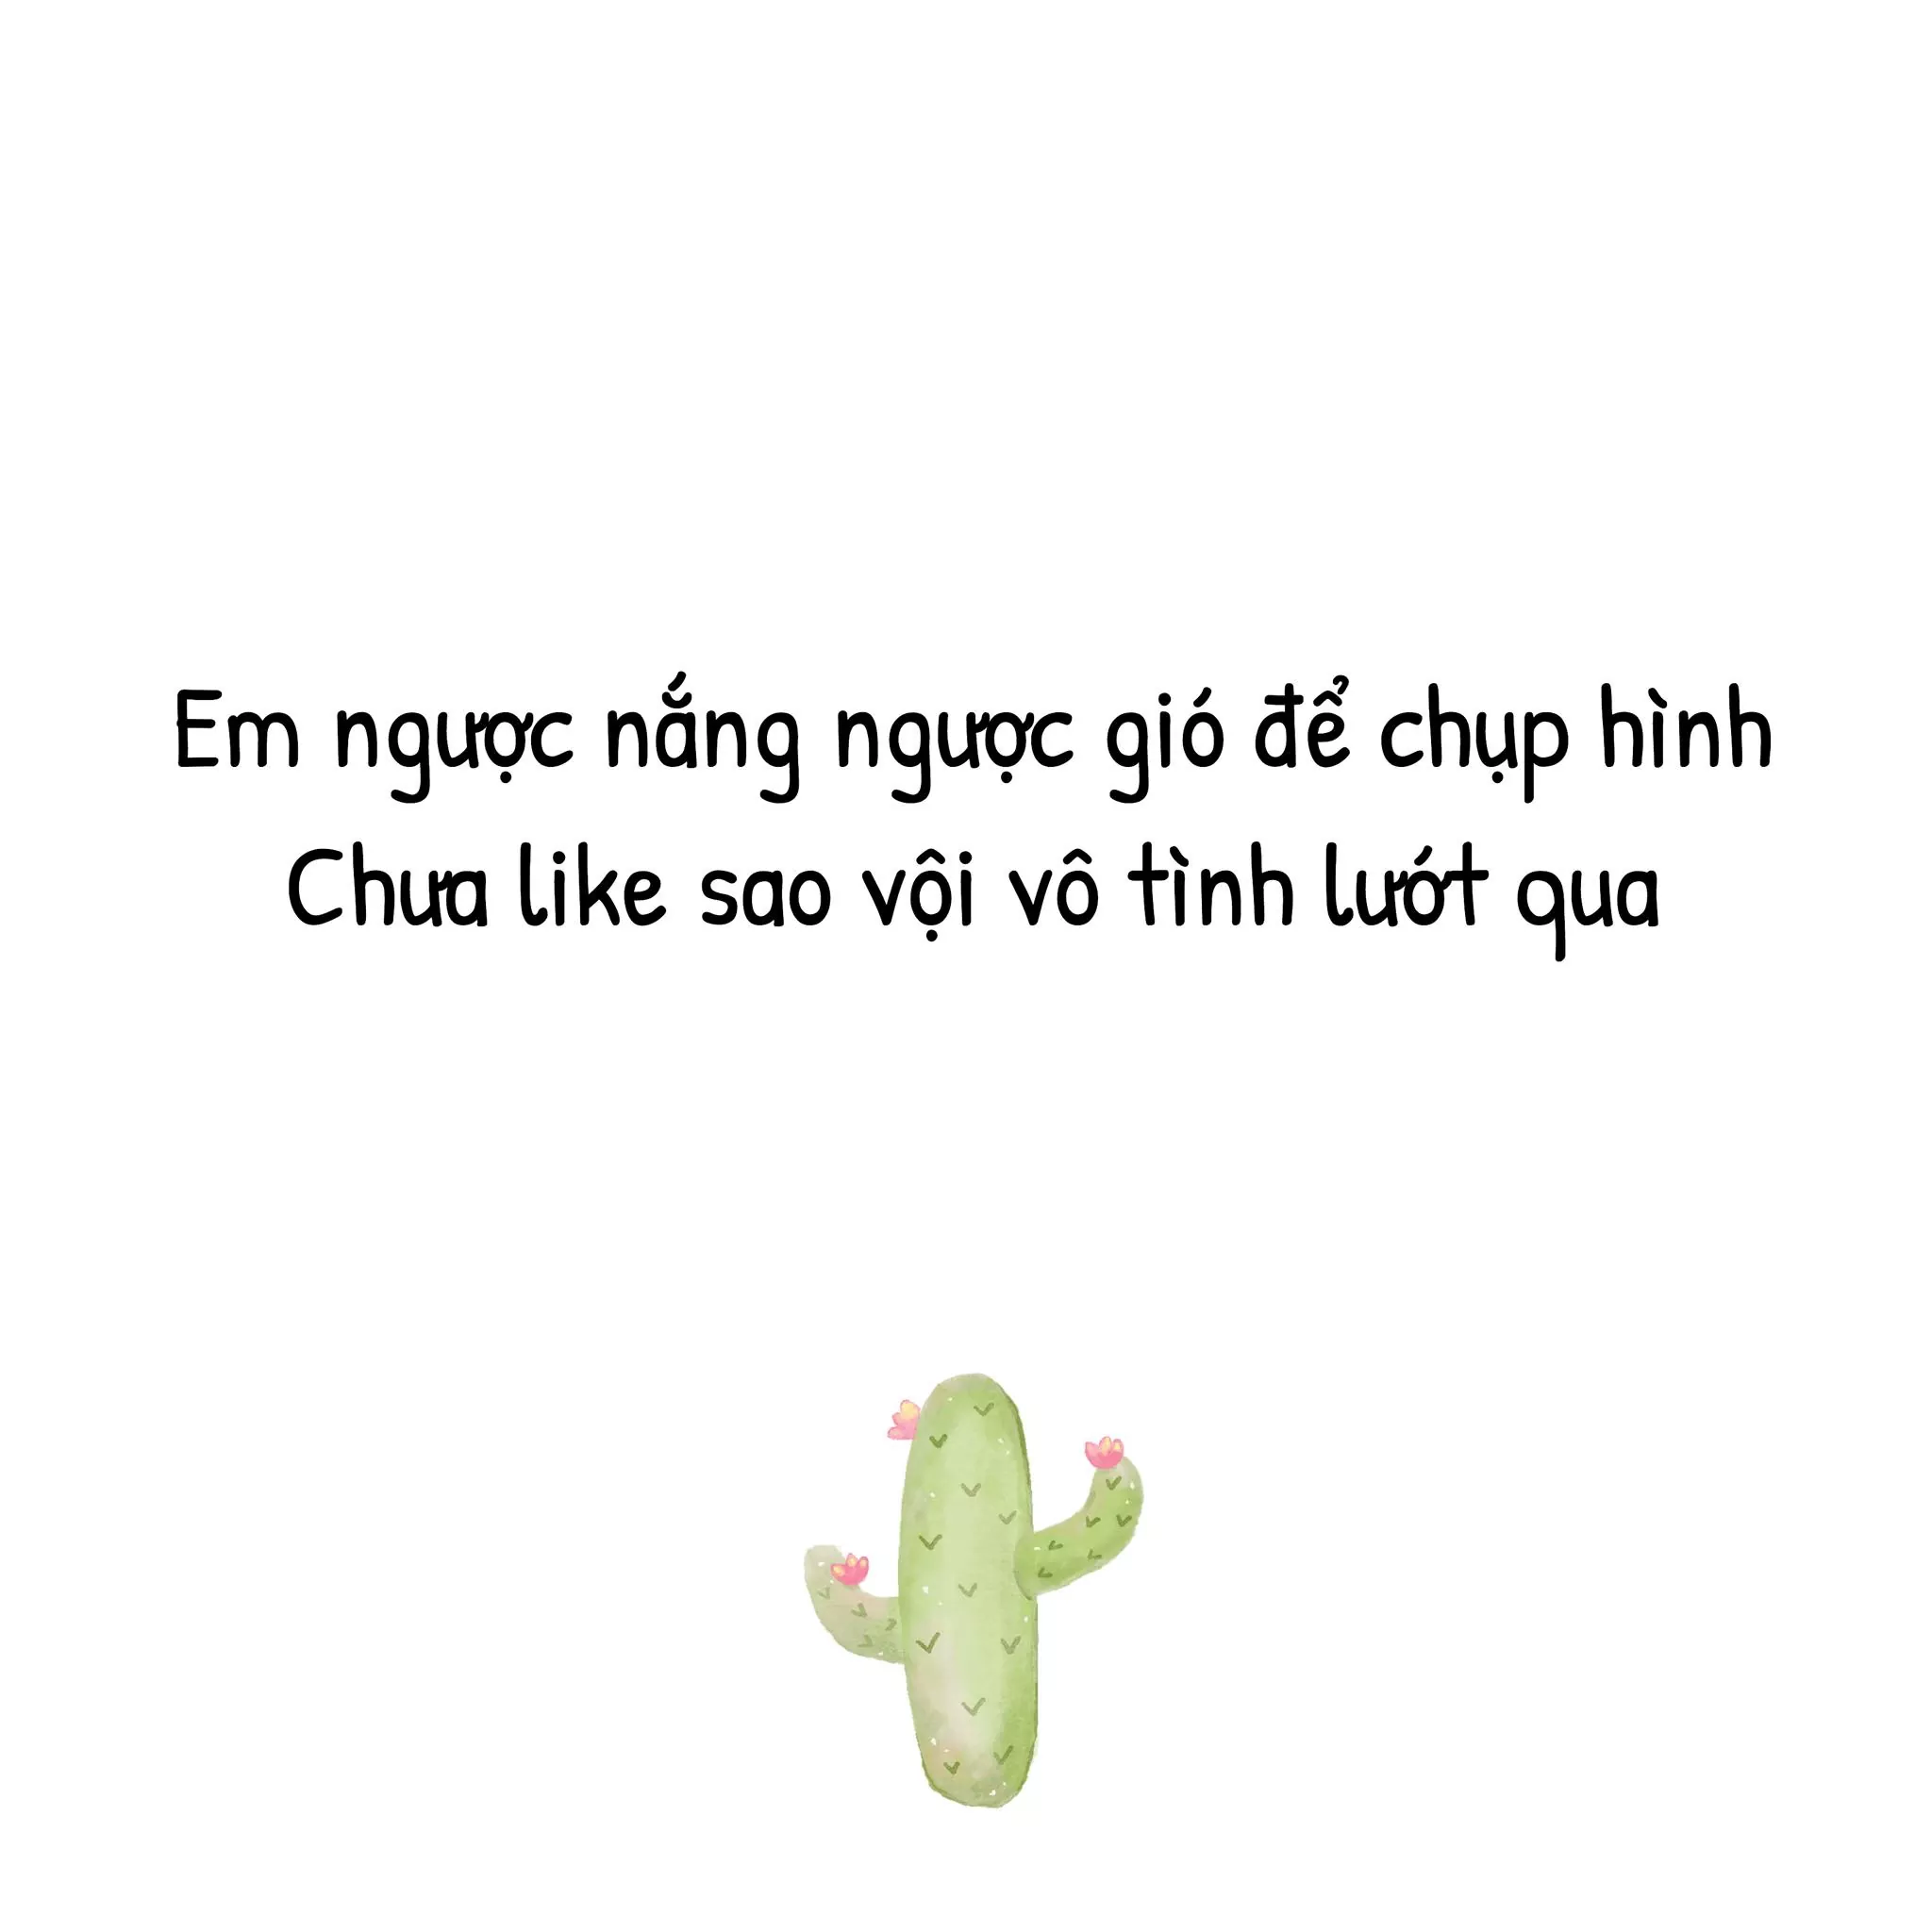 Em ngược nắng ngược gió để chụp hình
Chưa like sao vội vô tình lướt qua